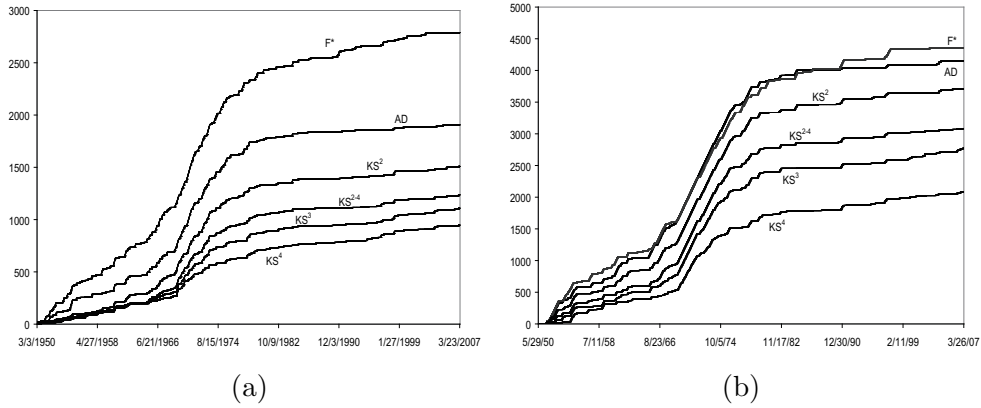 3000
2500
2000
1500
1000
500
0
3/3/1950 4/27/1958 6/21/1966 8/15/1974 10/9/1982 12/3/1990 1/27/1999 3/23/2007
F*
AD
KS²
KS²⁻⁴
KS³
KS⁴
(a)
5000
4500
4000
3500
3000
2500
2000
1500
1000
500
0
5/29/50 7/11/58 8/23/66 10/5/74 11/17/82 12/30/90 2/11/99 3/26/07
F*
AD
KS²
KS²⁻⁴
KS³
KS⁴
(b)